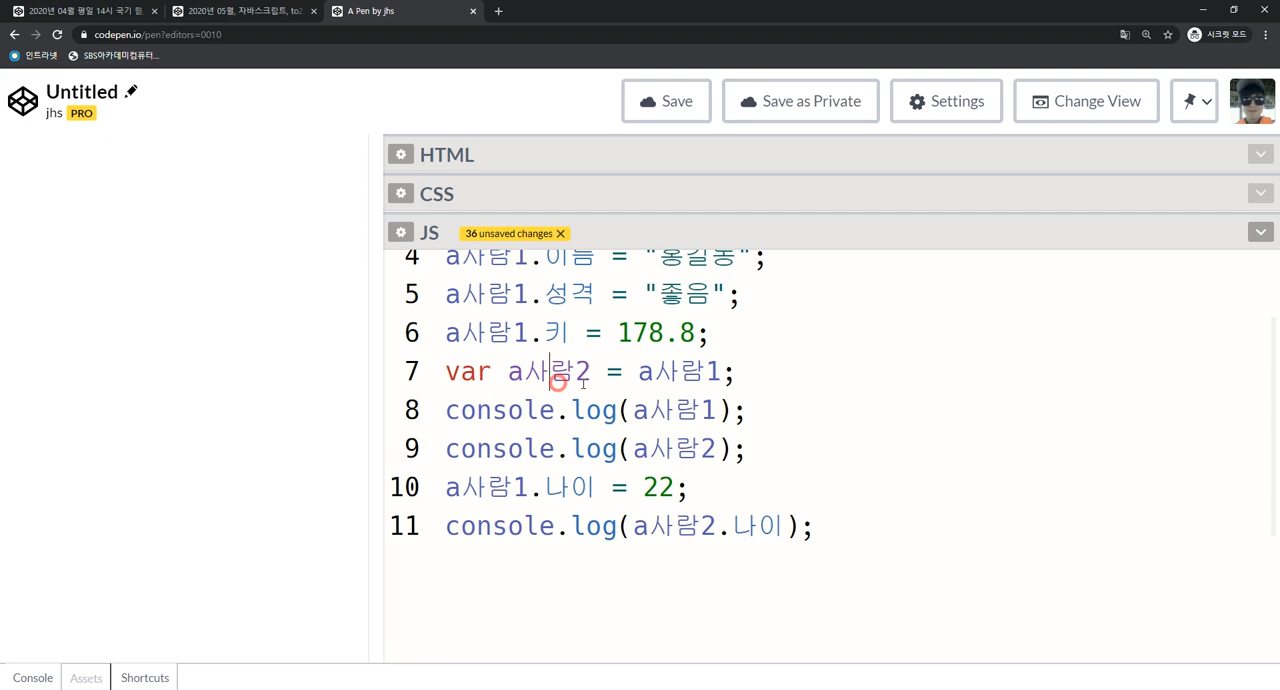 2020년 04월 평일 14시 국기 원
2020년 05월, 자바스크립트, to2
A Pen by jhs
codepen.io/pen?editors=0010
시크릿 모드
인트라넷
SBS아카데미컴퓨터...
Untitled
jhs PRO
Save
Save as Private
Settings
Change View
HTML
CSS
JS 36 unsaved changes
4 a사람1.이름 = "홍길동";
5 a사람1.성격 = "좋음";
6 a사람1.키 = 178.8;
7 var a사람2 = a사람1;
8 console.log(a사람1);
9 console.log(a사람2);
10 a사람1.나이 = 22;
11 console.log(a사람2.나이);
Console Assets Shortcuts